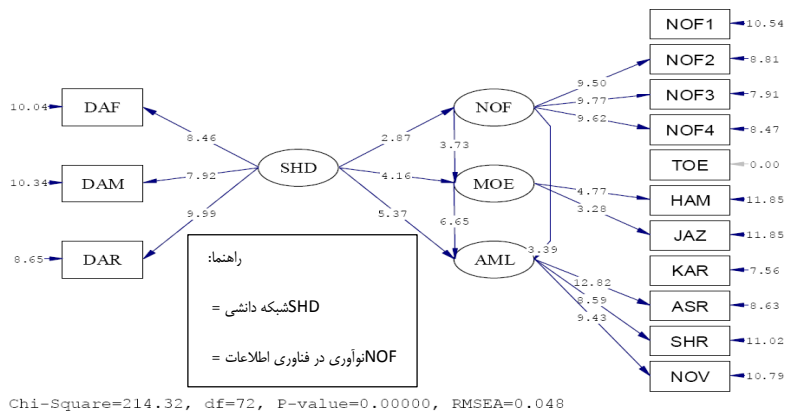 NOF1
10.54
NOF2
8.81
10.04
DAF
8.46
2.87
NOF
9.50
9.77
9.62
NOF3
7.91
NOF4
8.47
3.73
TOE
0.00
10.34
DAM
7.92
SHD
4.16
MOE
4.77
3.28
HAM
11.85
JAZ
11.85
9.99
5.37
6.65
3.39
8.65
DAR
AML
KAR
7.56
12.82
8.59
9.43
ASR
8.63
SHR
11.02
NOV
10.79
راهنما:
SHDشبکه دانشی =
NOFنوآوری در فناوری اطلاعات =
Chi-Square=214.32, df=72, P-value=0.00000, RMSEA=0.048